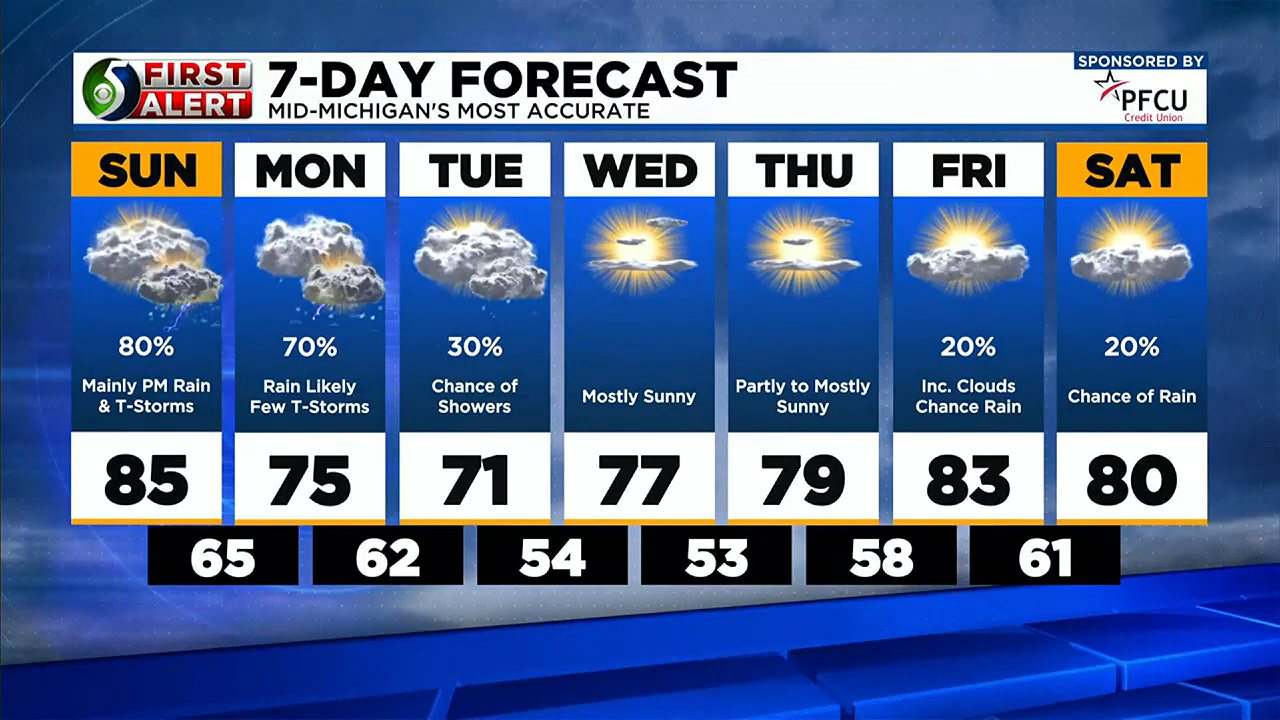 FIRST
ALERT
7-DAY FORECAST
MID-MICHIGAN'S MOST ACCURATE
SPONSORED BY
PFCU
Credit Union
SUN
80%
Mainly PM Rain
& T-Storms
85
MON
70%
Rain Likely
Few T-Storms
75
TUE
30%
Chance of
Showers
71
WED
Mostly Sunny
77
THU
Partly to Mostly
Sunny
79
FRI
20%
Inc. Clouds
Chance Rain
83
SAT
20%
Chance of Rain
80
65
62
54
53
58
61